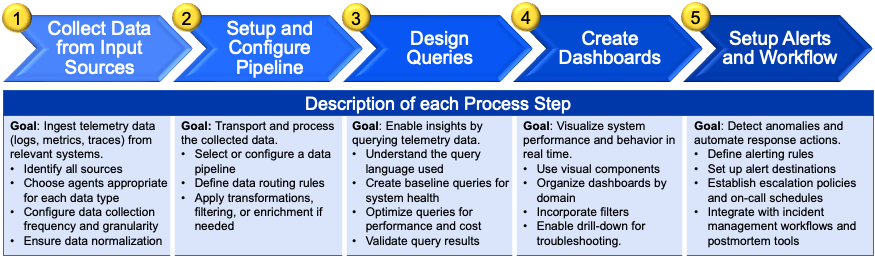 1
Collect Data
from Input
Sources
2
Setup and
Configure
Pipeline
3
Design
Queries
4
Create
Dashboards
5
Setup Alerts
and Workflow
Description of each Process Step
Goal: Ingest telemetry data
(logs, metrics, traces) from
relevant systems.
• Identify all sources
• Choose agents appropriate
for each data type
• Configure data collection
frequency and granularity
• Ensure data normalization
Goal: Transport and process
the collected data.
• Select or configure a data
pipeline
• Define data routing rules
• Apply transformations,
filtering, or enrichment if
needed
Goal: Enable insights by
querying telemetry data.
• Understand the query
language used
• Create baseline queries for
system health
• Optimize queries for
performance and cost
• Validate query results
Goal: Visualize system
performance and behavior in
real time.
• Use visual components
• Organize dashboards by
domain
• Incorporate filters
• Enable drill-down for
troubleshooting.
Goal: Detect anomalies and
automate response actions.
• Define alerting rules
• Set up alert destinations
• Establish escalation policies
and on-call schedules
• Integrate with incident
management workflows and
postmortem tools